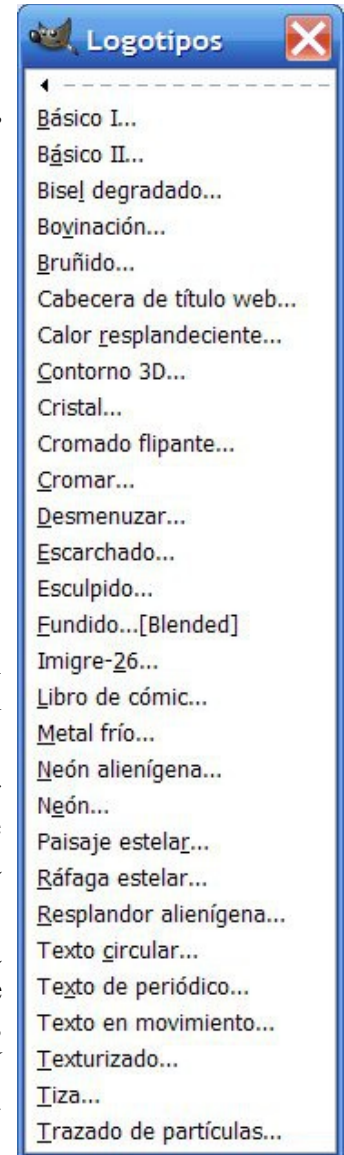 Logotipos
Básico I...
Básico II...
Bisel degradado...
Bovinación...
Bruñido...
Cabecera de título web...
Calor resplandeciente...
Contorno 3D...
Cristal...
Cromado flipante...
Cromar...
Desmenuzar...
Escarchado...
Esculpido...
Fundido...[Blended]
Imigre-26...
Libro de cómic...
Metal frío...
Neón alienígena...
Neón...
Paisaje estelar...
Ráfaga estelar...
Resplandor alienígena...
Texto circular...
Texto de periódico...
Texto en movimiento...
Texturizado...
Tiza...
Trazado de partículas...